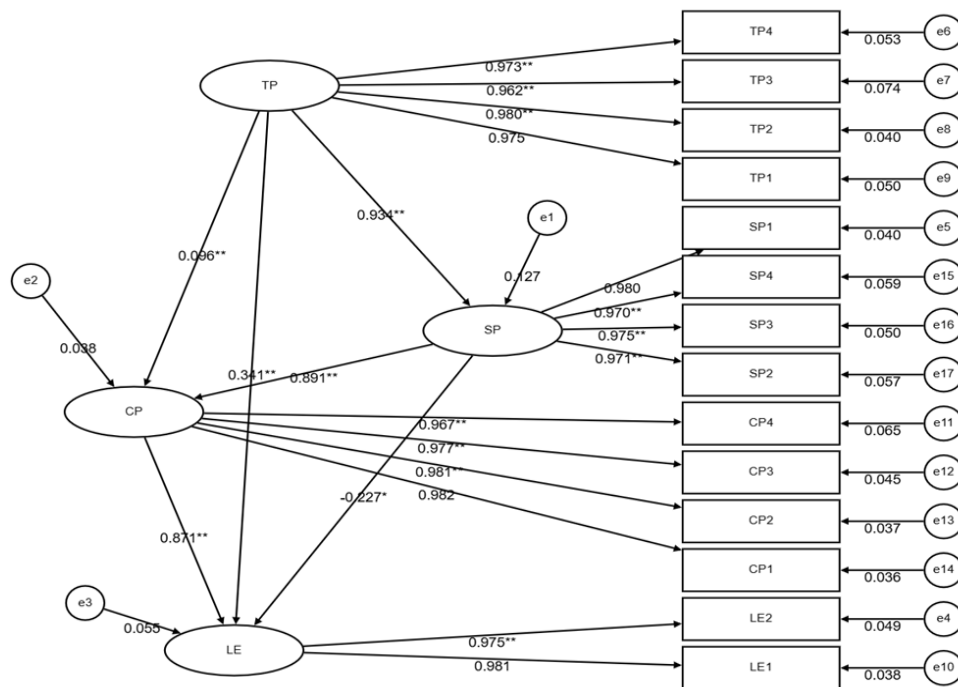 TP4
0.053
e6
0.973**
TP
TP3
0.074
e7
0.962**
TP2
0.040
e8
0.980**
0.975
TP1
0.050
e9
0.934**
e1
SP1
0.040
e5
0.096**
e2
0.127
0.980
SP4
0.059
e15
0.970**
SP
SP3
0.050
e16
0.975**
0.038
0.971**
SP2
0.057
e17
0.341**
0.891**
CP
CP4
0.065
e11
0.967**
0.977**
CP3
0.045
e12
0.981**
0.982
-0.227*
CP2
0.037
e13
0.871**
CP1
0.036
e14
e3
0.055
LE2
0.049
e4
LE
0.975**
0.981
LE1
0.038
e10